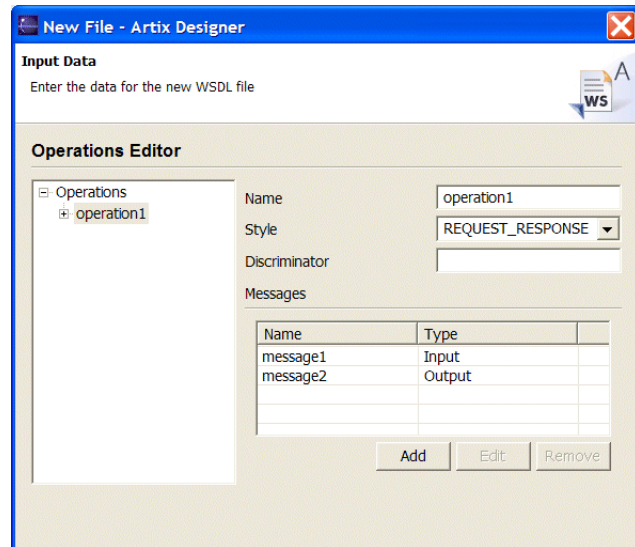 New File - Artix Designer
Input Data
Enter the data for the new WSDL file
A
WS
Operations Editor
Operations
operation1
Name operation1
Style REQUEST_RESPONSE
Discriminator
Messages
Name Type
message1 Input
message2 Output
Add Edit Remove